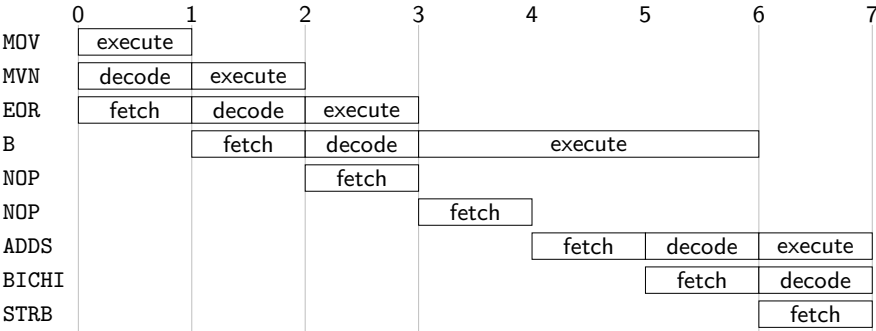 0 1 2 3 4 5 6 7
MOV execute
MVN decode execute
EOR fetch decode execute
B fetch decode execute
NOP fetch
NOP fetch
ADDS fetch decode execute
BICHI fetch decode
STRB fetch